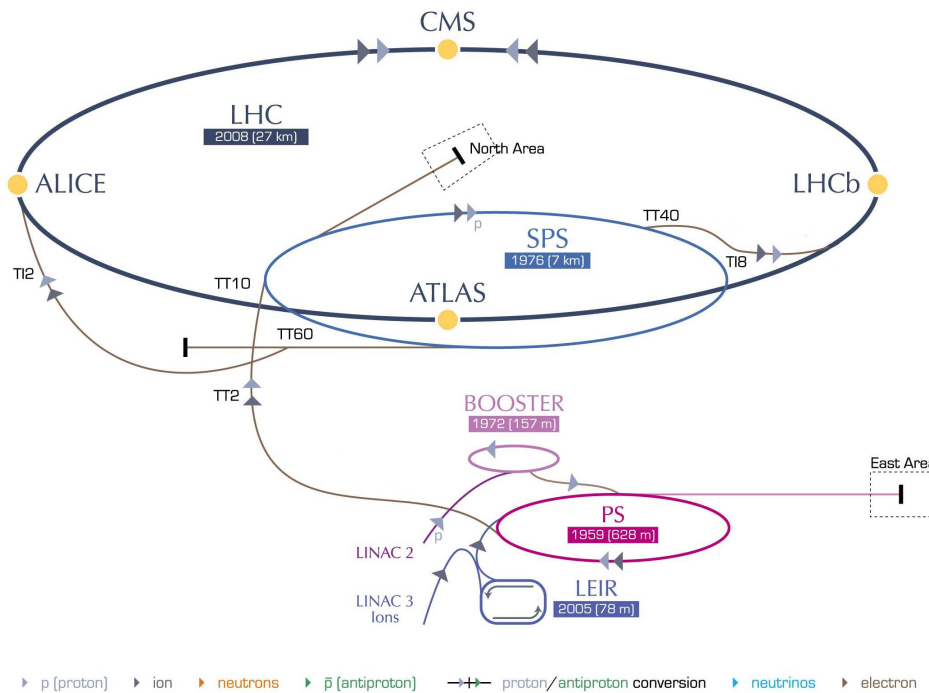 CMS
LHC
2008 (27 km)
North Area
ALICE
LHCb
TT40
p
SPS
1976 (7 km)
TI2
TT10
TI8
ATLAS
TT60
TT2
BOOSTER
1972 (157 m)
East Area
p
PS
1959 (628 m)
LINAC 2
LEIR
2005 (78 m)
LINAC 3
Ions
p (proton)
ion
neutrons
p̄ (antiproton)
proton/antiproton conversion
neutrinos
electron